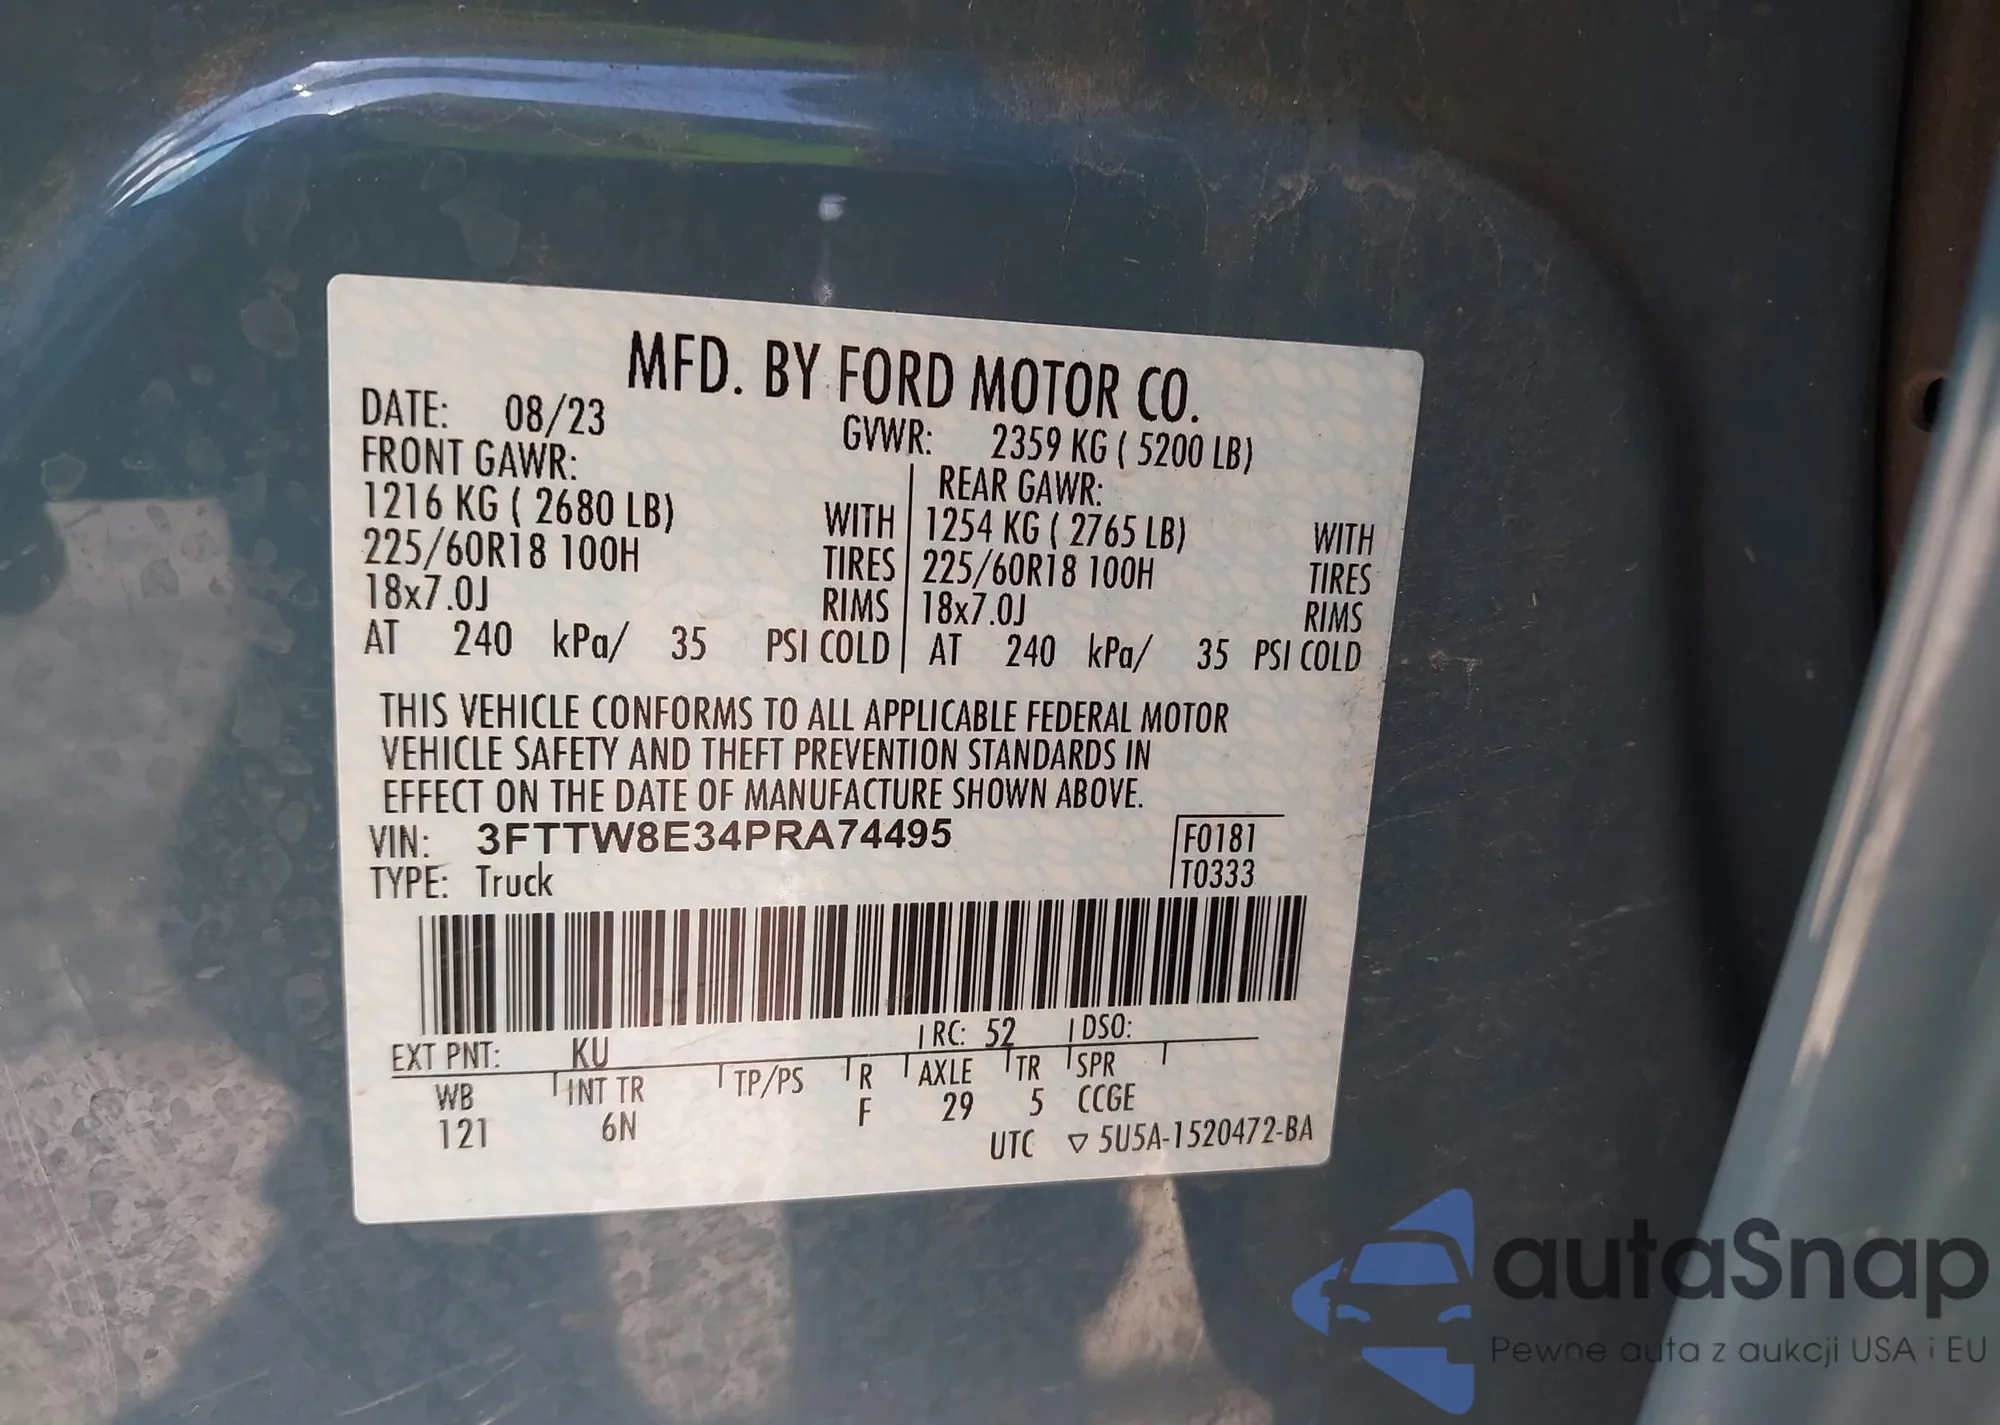 MFD. BY FORD MOTOR CO.
DATE: 08/23 GVWR: 2359 KG ( 5200 LB)
FRONT GAWR: REAR GAWR:
1216 KG ( 2680 LB) WITH 1254 KG ( 2765 LB) WITH
225/60R18 100H TIRES 225/60R18 100H TIRES
18x7.0J RIMS 18x7.0J RIMS
AT 240 kPa/ 35 PSI COLD AT 240 kPa/ 35 PSI COLD
THIS VEHICLE CONFORMS TO ALL APPLICABLE FEDERAL MOTOR
VEHICLE SAFETY AND THEFT PREVENTION STANDARDS IN
EFFECT ON THE DATE OF MANUFACTURE SHOWN ABOVE.
VIN: 3FTTW8E34PRA74495 F0181
TYPE: Truck T0333
EXT PNT: KU RC: 52 DSO:
WB INT TR TP/PS R AXLE TR SPR
121 6N F 29 5 CCGE
UTC ▽ 5U5A-1520472-BA
autaSnap
Pewne auta z aukcji USA i EU